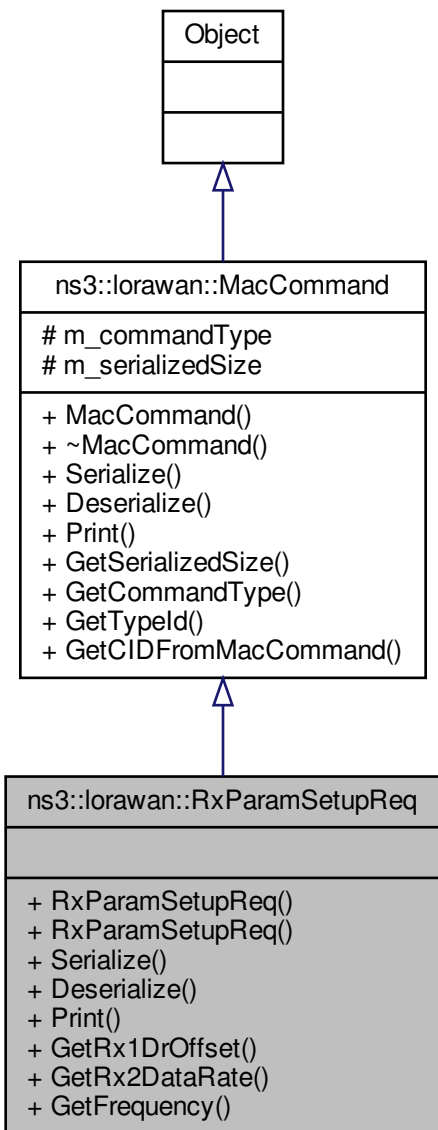 Object
ns3::lorawan::MacCommand
# m_commandType
# m_serializedSize
+ MacCommand()
+ ~MacCommand()
+ Serialize()
+ Deserialize()
+ Print()
+ GetSerializedSize()
+ GetCommandType()
+ GetTypeId()
+ GetCIDFromMacCommand()
ns3::lorawan::RxParamSetupReq
+ RxParamSetupReq()
+ RxParamSetupReq()
+ Serialize()
+ Deserialize()
+ Print()
+ GetRx1DrOffset()
+ GetRx2DataRate()
+ GetFrequency()